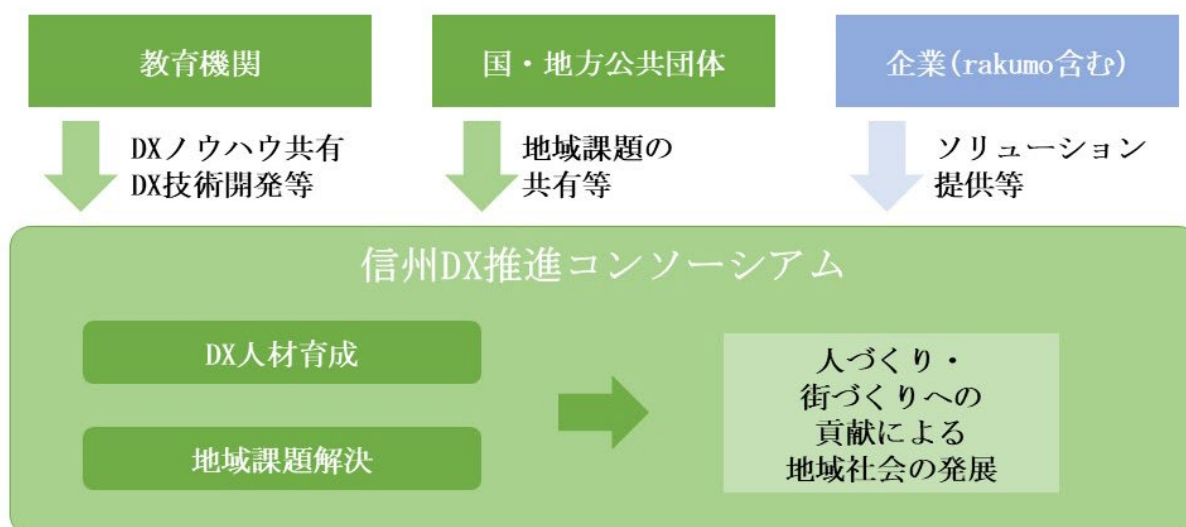 教育機関
国・地方公共団体
企業(rakumo含む)
DXノウハウ共有
DX技術開発等
地域課題の
共有等
ソリューション
提供等
信州DX推進コンソーシアム
DX人材育成
地域課題解決
人づくり・
街づくりへの
貢献による
地域社会の発展